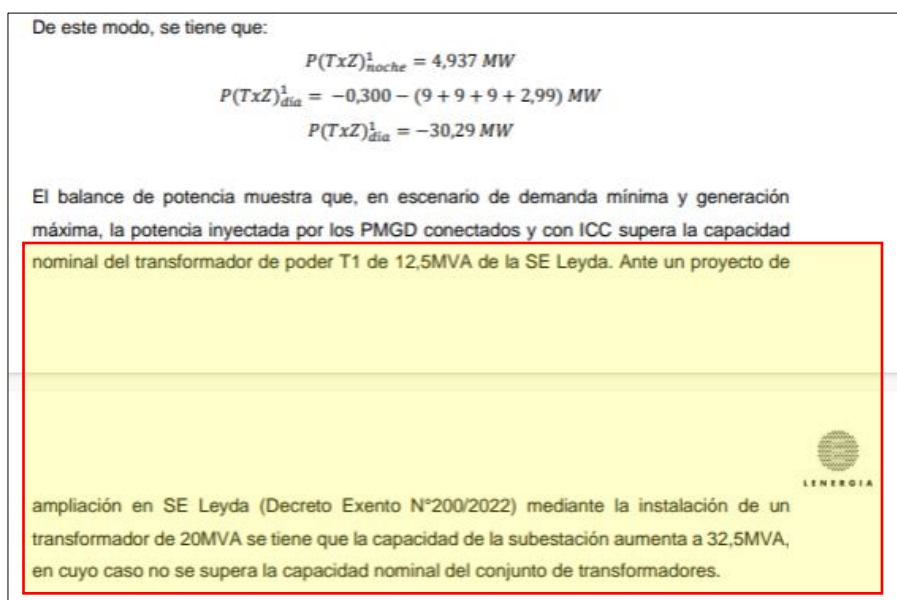 De este modo, se tiene que:
P(TxZ)¹noche = 4,937 MW
P(TxZ)¹día = −0,300 − (9 + 9 + 9 + 2,99) MW
P(TxZ)¹día = −30,29 MW
El balance de potencia muestra que, en escenario de demanda mínima y generación
máxima, la potencia inyectada por los PMGD conectados y con ICC supera la capacidad
nominal del transformador de poder T1 de 12,5MVA de la SE Leyda. Ante un proyecto de
LENERGIA
ampliación en SE Leyda (Decreto Exento N°200/2022) mediante la instalación de un
transformador de 20MVA se tiene que la capacidad de la subestación aumenta a 32,5MVA,
en cuyo caso no se supera la capacidad nominal del conjunto de transformadores.